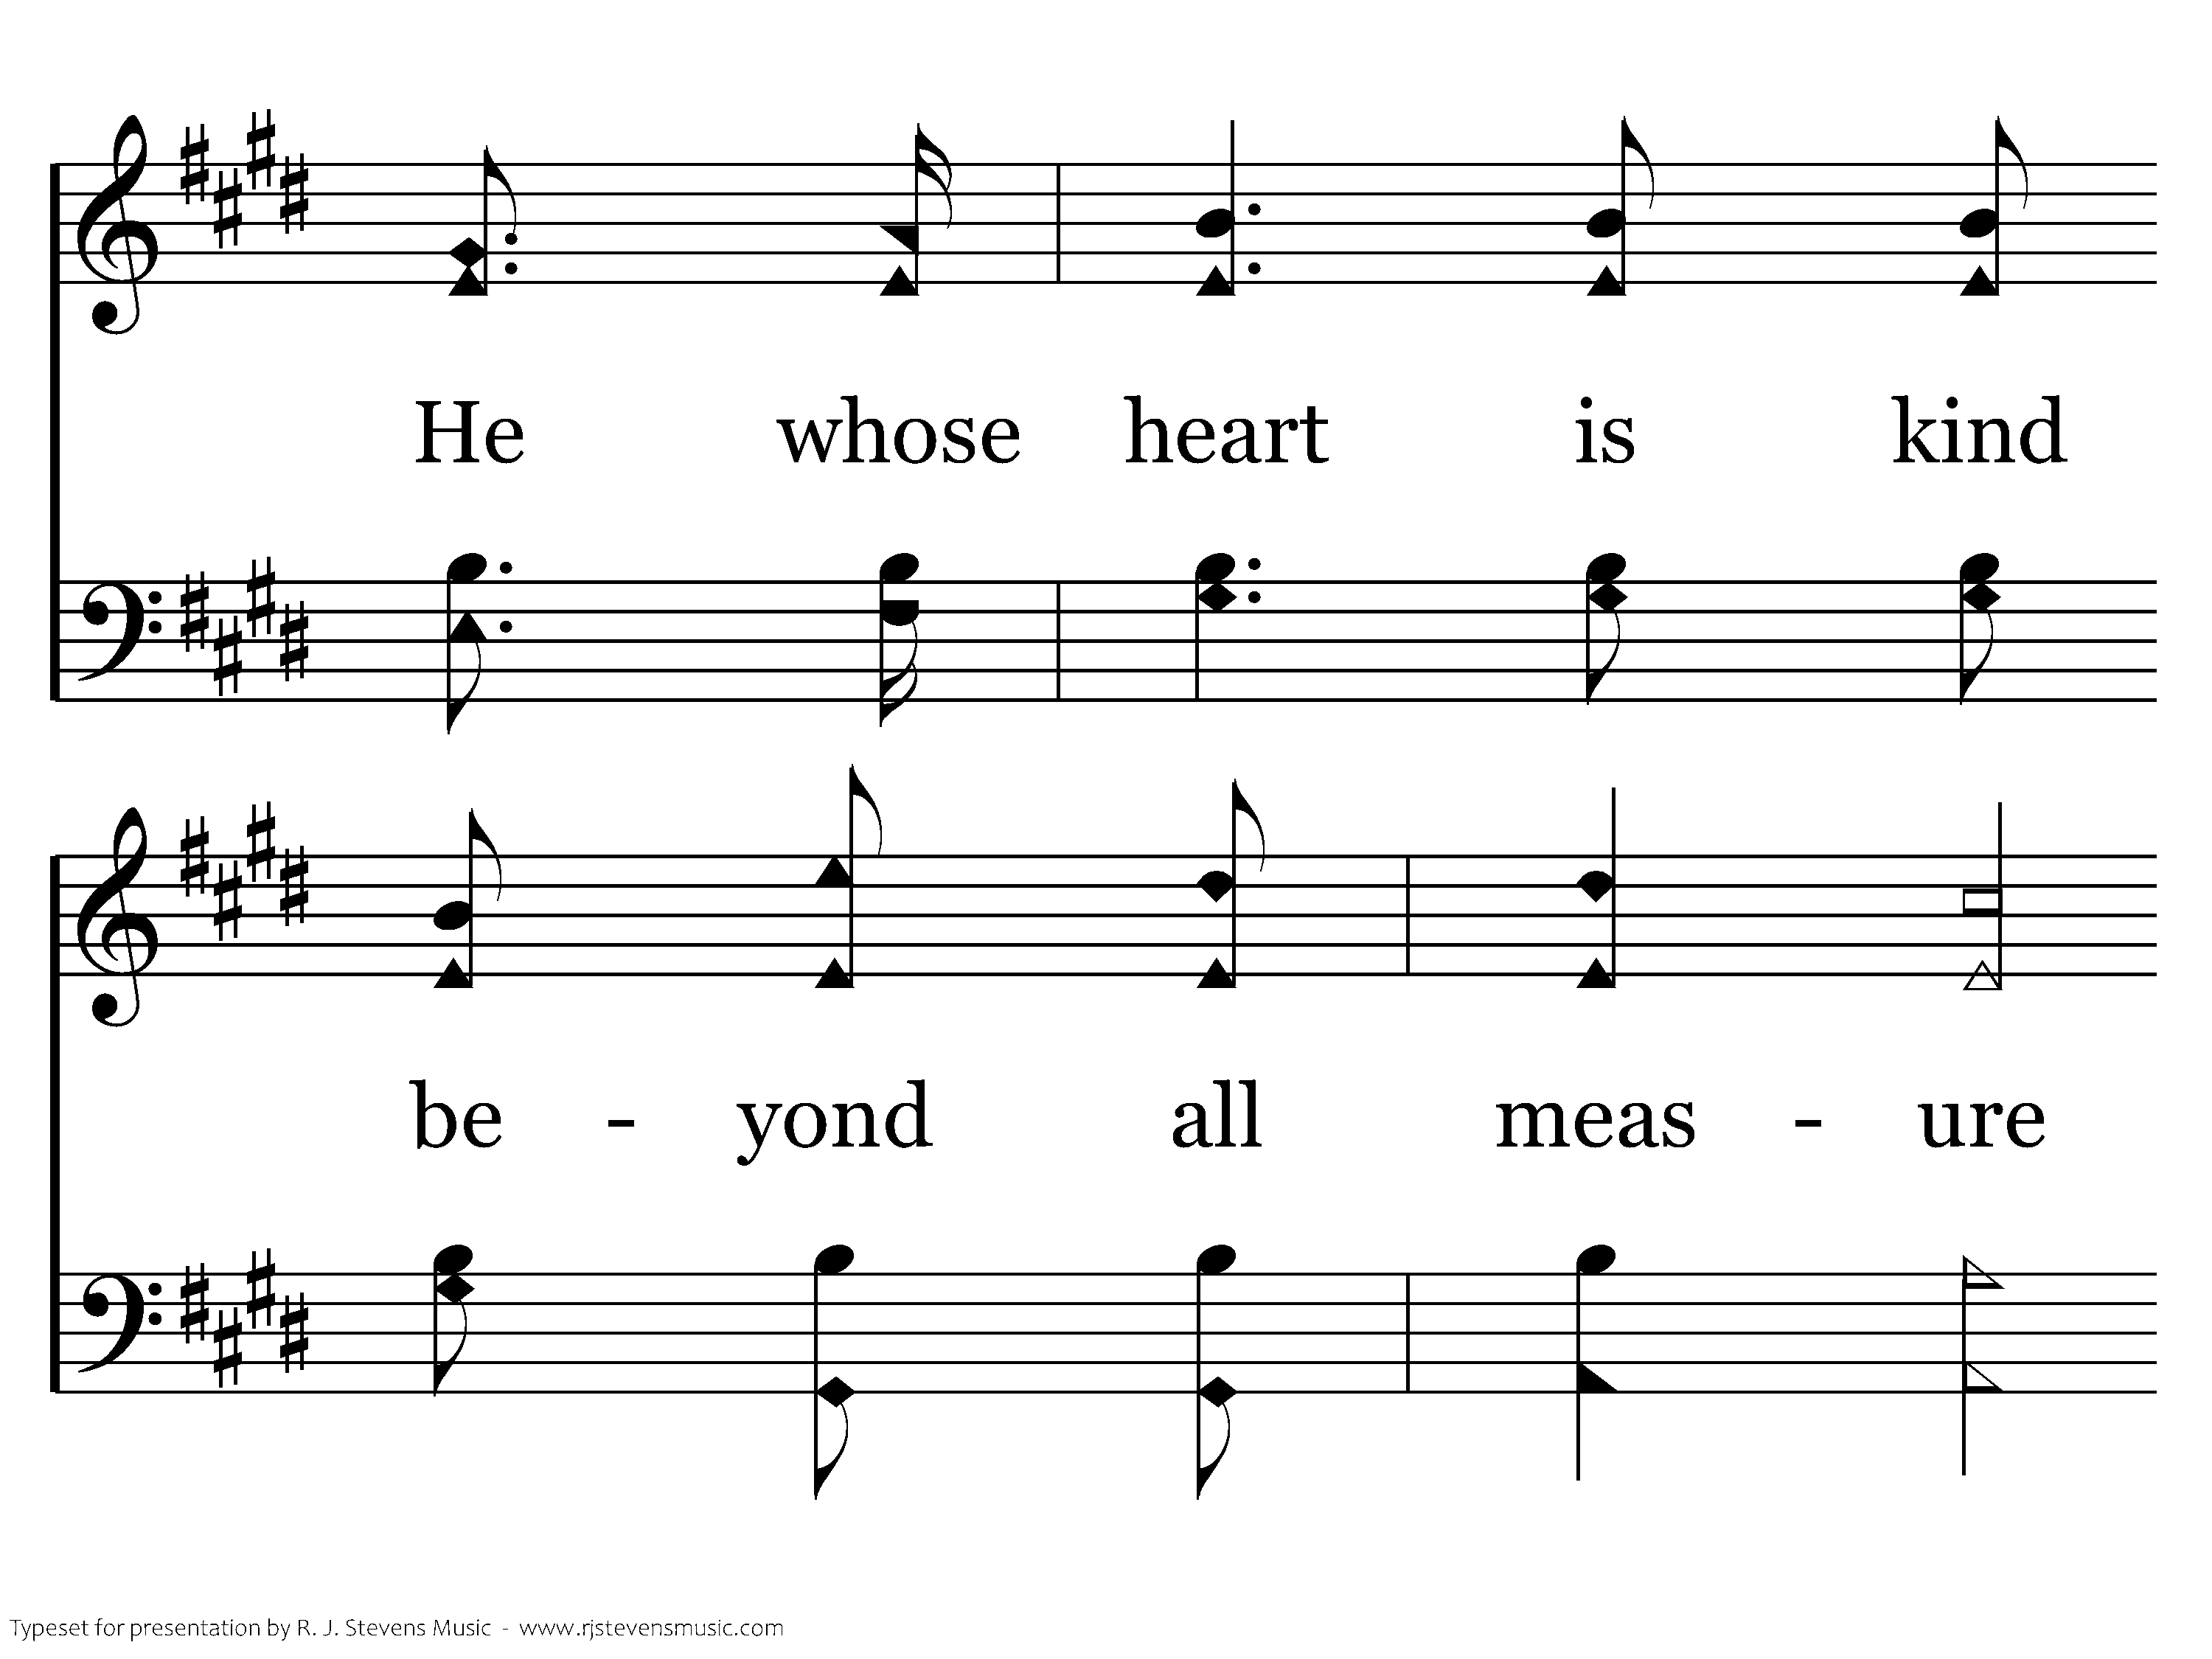 He whose heart is kind
be - yond all meas - ure
Typeset for presentation by R. J. Stevens Music - www.rjstevensmusic.com